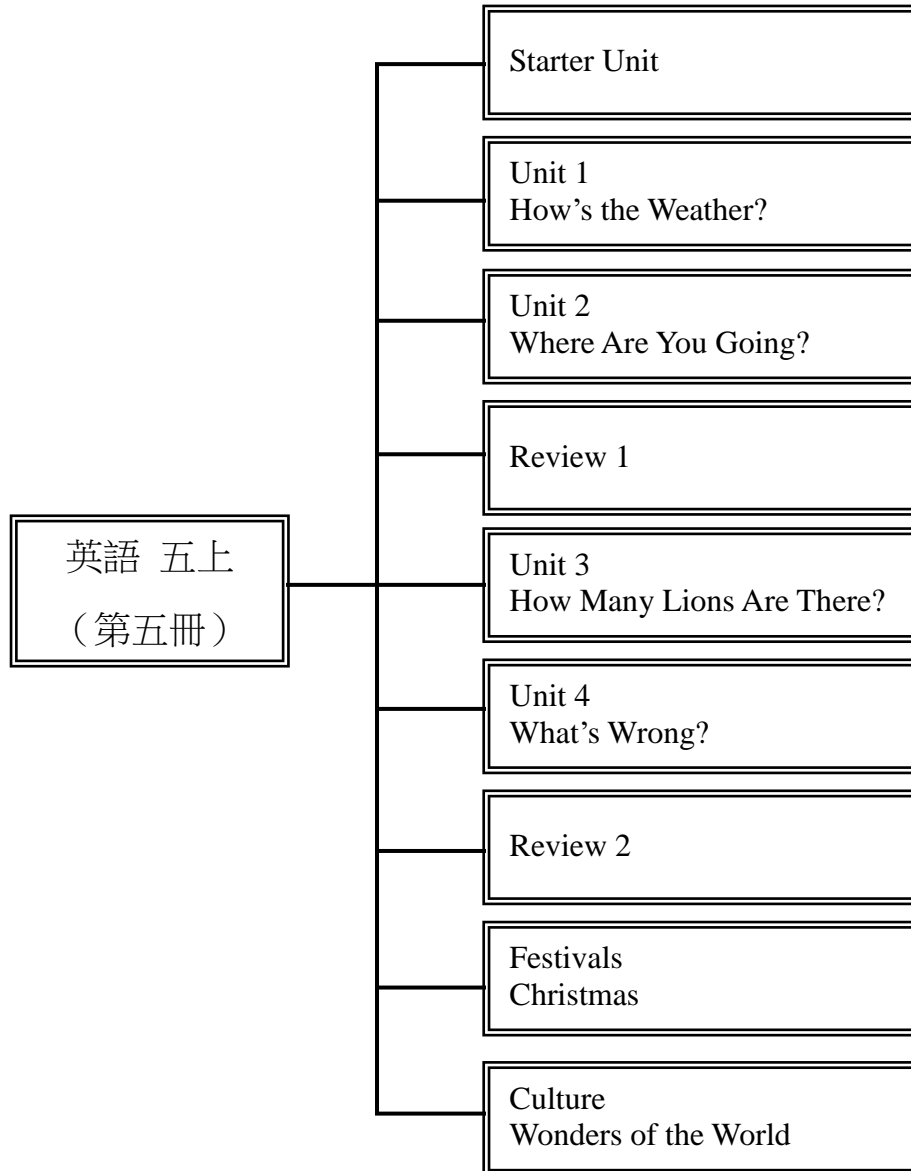 Starter Unit
Unit 1
How’s the Weather?
Unit 2
Where Are You Going?
Review 1
英語 五上
（第五冊）
Unit 3
How Many Lions Are There?
Unit 4
What’s Wrong?
Review 2
Festivals
Christmas
Culture
Wonders of the World